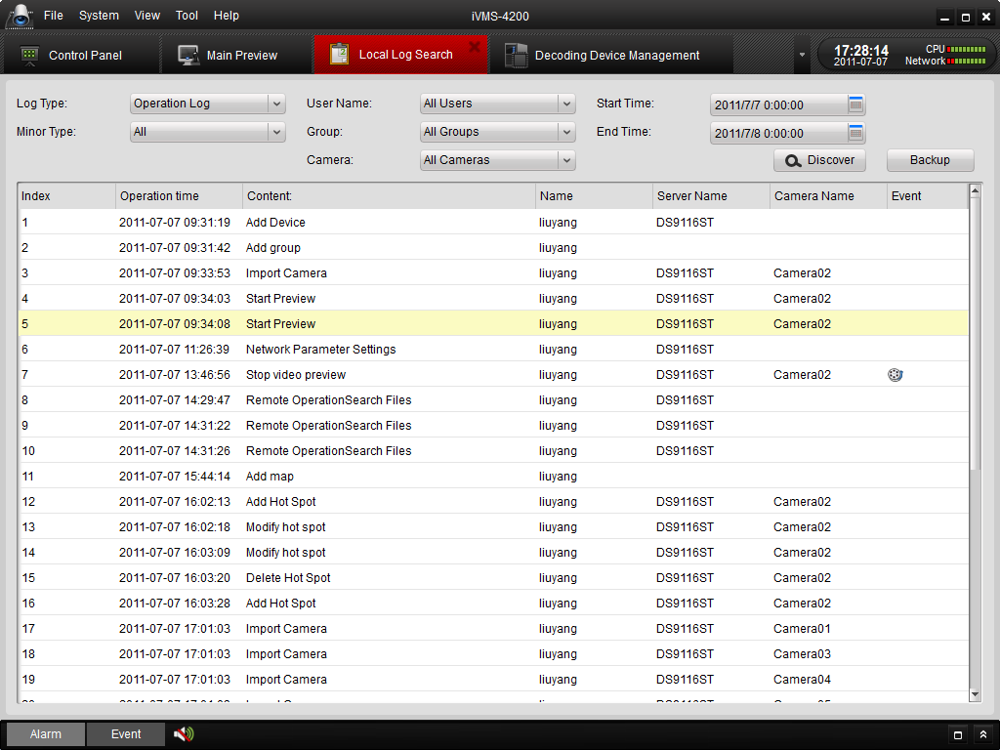 File System View Tool Help iVMS-4200
Control Panel Main Preview Local Log Search Decoding Device Management 17:28:14 CPU
2011-07-07 Network
Log Type: Operation Log User Name: All Users Start Time: 2011/7/7 0:00:00
Minor Type: All Group: All Groups End Time: 2011/7/8 0:00:00
Camera: All Cameras Discover Backup
Index Operation time Content: Name Server Name Camera Name Event
1 2011-07-07 09:31:19 Add Device liuyang DS9116ST
2 2011-07-07 09:31:42 Add group liuyang
3 2011-07-07 09:33:53 Import Camera liuyang DS9116ST Camera02
4 2011-07-07 09:34:03 Start Preview liuyang DS9116ST Camera02
5 2011-07-07 09:34:08 Start Preview liuyang DS9116ST Camera02
6 2011-07-07 11:26:39 Network Parameter Settings liuyang DS9116ST
7 2011-07-07 13:46:56 Stop video preview liuyang DS9116ST Camera02
8 2011-07-07 14:29:47 Remote OperationSearch Files liuyang DS9116ST
9 2011-07-07 14:31:22 Remote OperationSearch Files liuyang DS9116ST
10 2011-07-07 14:31:26 Remote OperationSearch Files liuyang DS9116ST
11 2011-07-07 15:44:14 Add map liuyang
12 2011-07-07 16:02:13 Add Hot Spot liuyang DS9116ST Camera02
13 2011-07-07 16:02:18 Modify hot spot liuyang DS9116ST Camera02
14 2011-07-07 16:03:09 Modify hot spot liuyang DS9116ST Camera02
15 2011-07-07 16:03:20 Delete Hot Spot liuyang DS9116ST Camera02
16 2011-07-07 16:03:28 Add Hot Spot liuyang DS9116ST Camera02
17 2011-07-07 17:01:03 Import Camera liuyang DS9116ST Camera01
18 2011-07-07 17:01:03 Import Camera liuyang DS9116ST Camera03
19 2011-07-07 17:01:03 Import Camera liuyang DS9116ST Camera04
Alarm Event